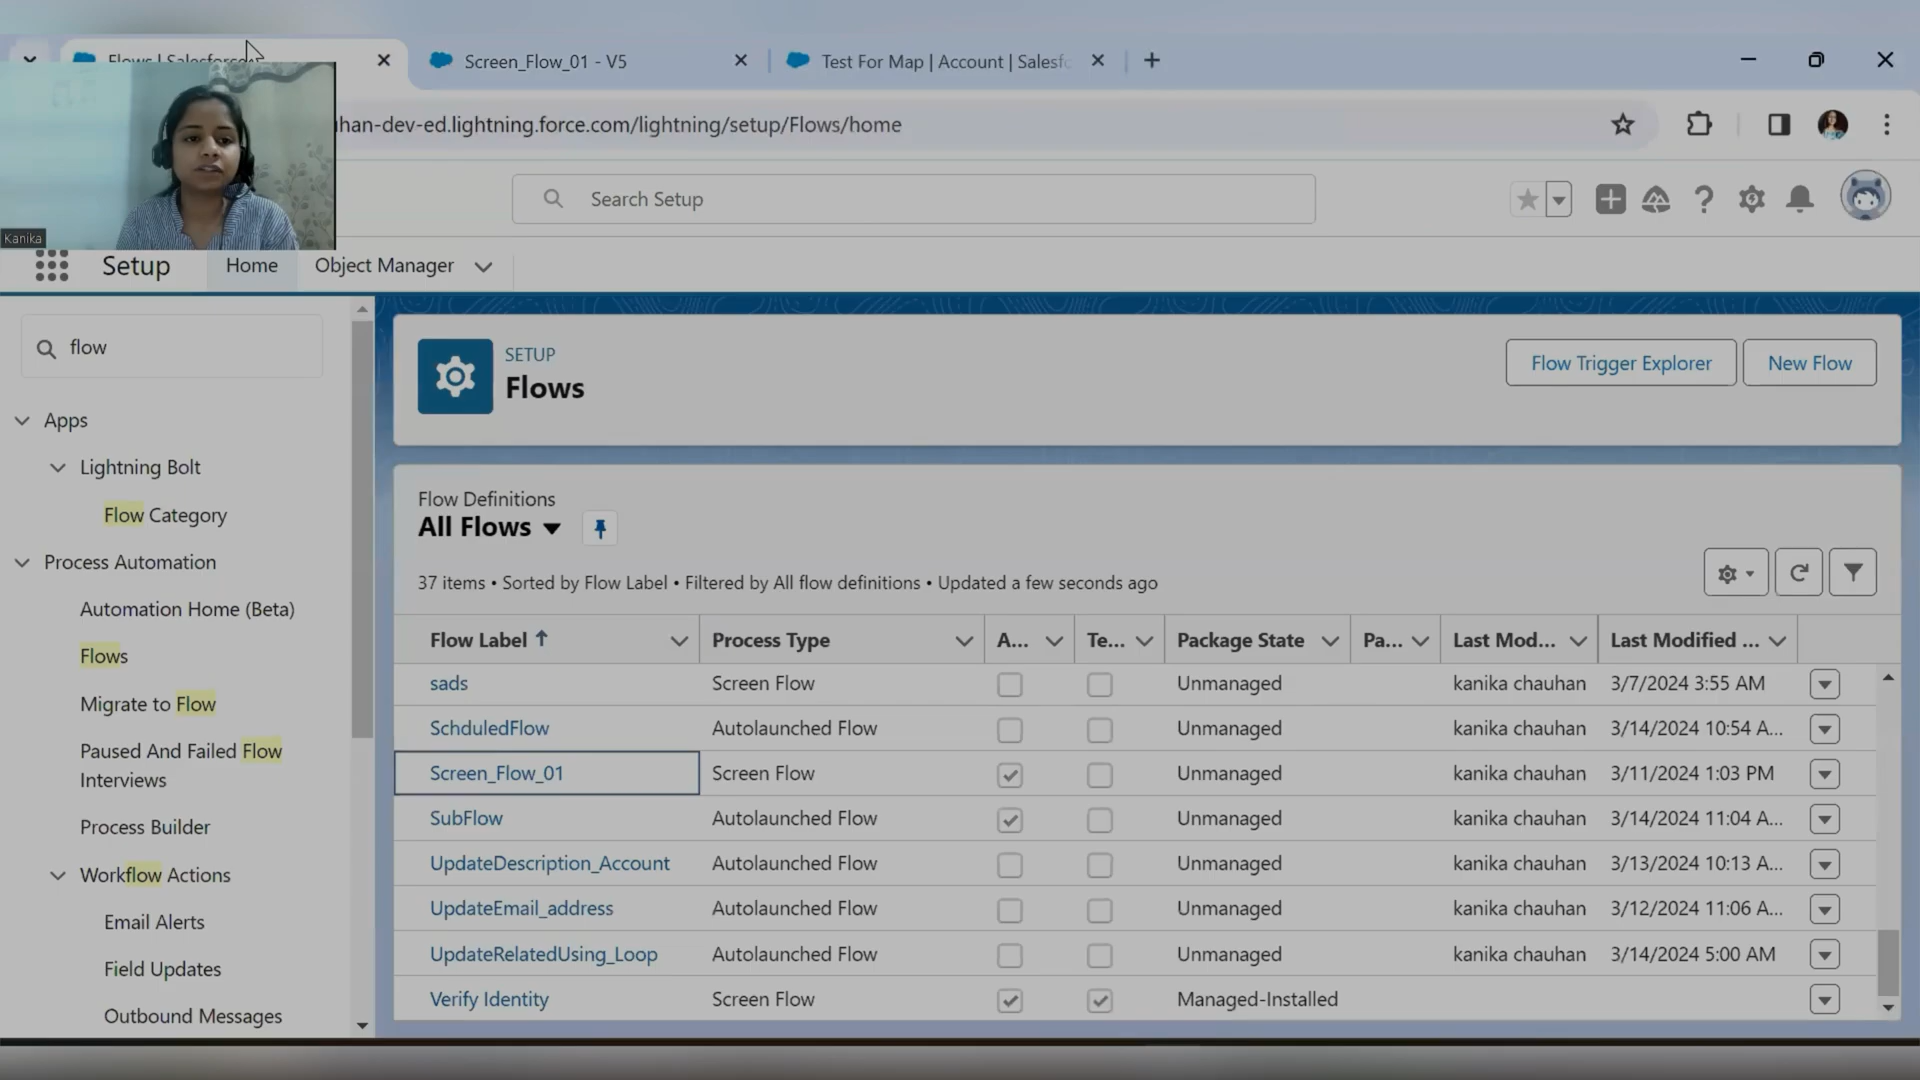 Flows | Salesforce
Screen_Flow_01 - V5
Test For Map | Account | Salesfo
han-dev-ed.lightning.force.com/lightning/setup/Flows/home
Kanika
Search Setup
Setup
Home
Object Manager
flow
Apps
Lightning Bolt
Flow Category
Process Automation
Automation Home (Beta)
Flows
Migrate to Flow
Paused And Failed Flow
Interviews
Process Builder
Workflow Actions
Email Alerts
Field Updates
Outbound Messages
SETUP
Flows
Flow Trigger Explorer
New Flow
Flow Definitions
All Flows
37 items • Sorted by Flow Label • Filtered by All flow definitions • Updated a few seconds ago
Flow Label Process Type A... Te... Package State Pa... Last Mod... Last Modified ...
sads Screen Flow Unmanaged kanika chauhan 3/7/2024 3:55 AM
SchduledFlow Autolaunched Flow Unmanaged kanika chauhan 3/14/2024 10:54 A...
Screen_Flow_01 Screen Flow Unmanaged kanika chauhan 3/11/2024 1:03 PM
SubFlow Autolaunched Flow Unmanaged kanika chauhan 3/14/2024 11:04 A...
UpdateDescription_Account Autolaunched Flow Unmanaged kanika chauhan 3/13/2024 10:13 A...
UpdateEmail_address Autolaunched Flow Unmanaged kanika chauhan 3/12/2024 11:06 A...
UpdateRelatedUsing_Loop Autolaunched Flow Unmanaged kanika chauhan 3/14/2024 5:00 AM
Verify Identity Screen Flow Managed-Installed